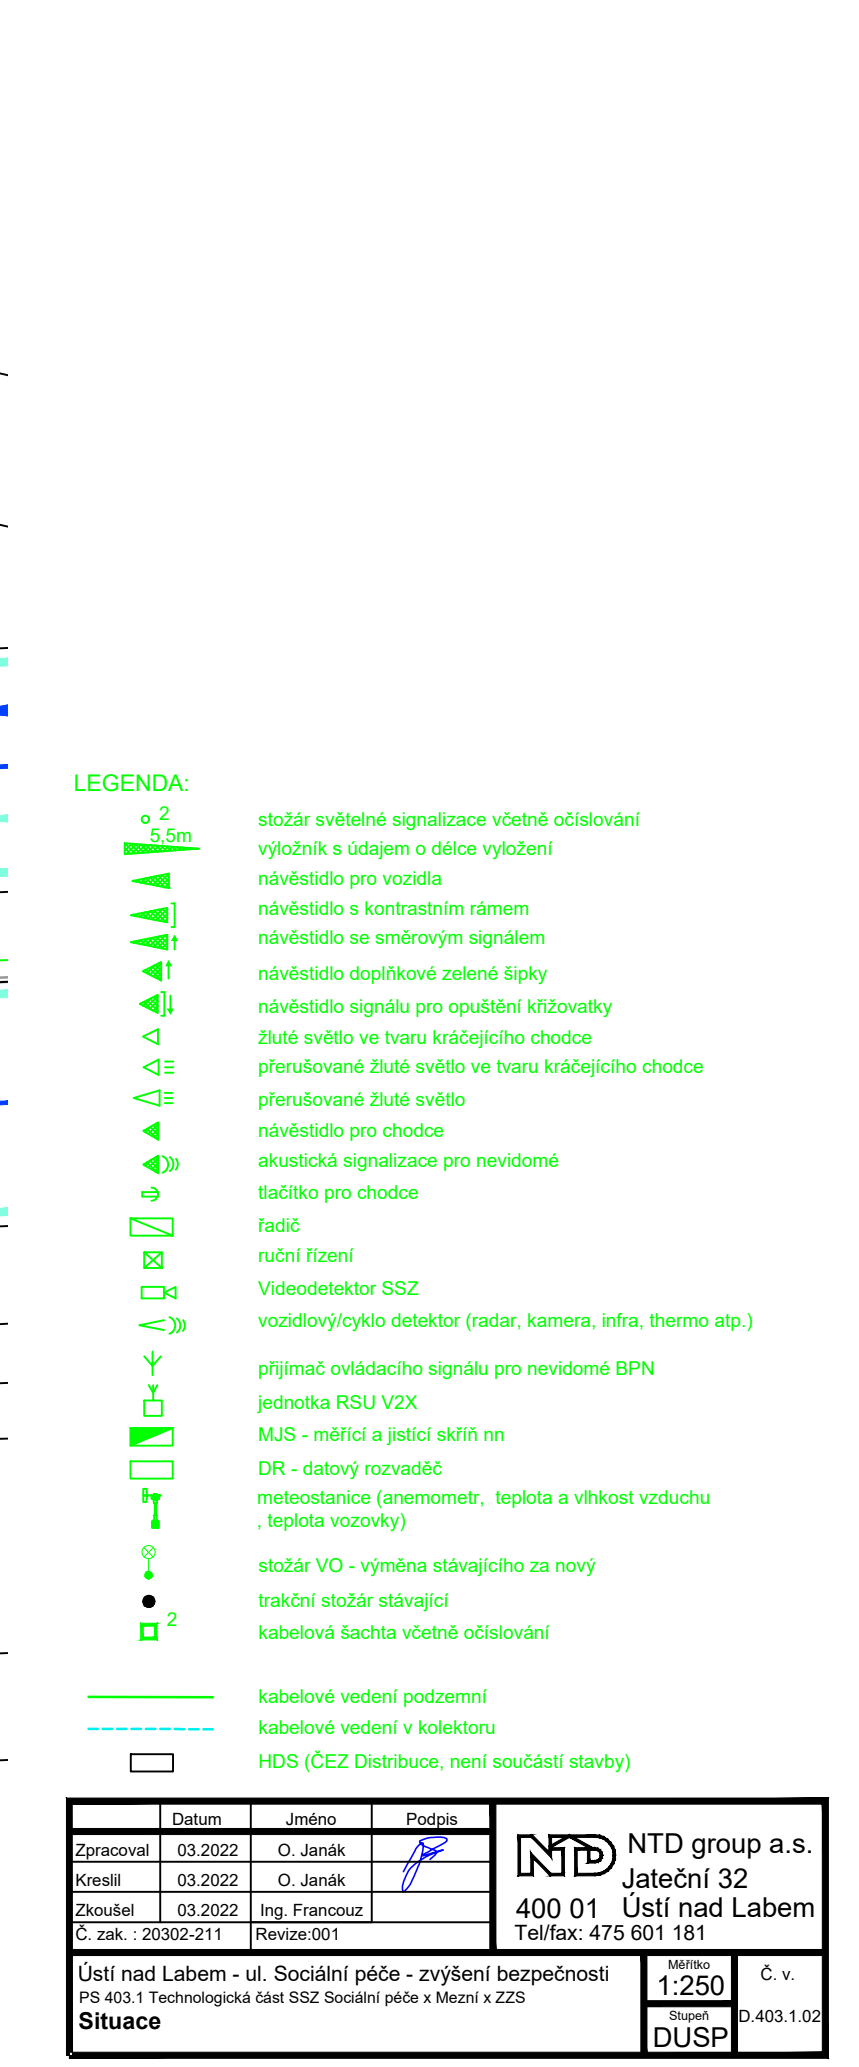 LEGENDA:
2
stožár světelné signalizace včetně očíslování
5,5m
výložník s údajem o délce vyložení
návěstidlo pro vozidla
návěstidlo s kontrastním rámem
návěstidlo se směrovým signálem
návěstidlo doplňkové zelené šipky
návěstidlo signálu pro opuštění křižovatky
žluté světlo ve tvaru kráčejícího chodce
přerušované žluté světlo ve tvaru kráčejícího chodce
přerušované žluté světlo
návěstidlo pro chodce
akustická signalizace pro nevidomé
tlačítko pro chodce
řadič
ruční řízení
Videodetektor SSZ
vozidlový/cyklo detektor (radar, kamera, infra, thermo atp.)
přijímač ovládacího signálu pro nevidomé BPN
jednotka RSU V2X
MJS - měřící a jistící skříň nn
DR - datový rozvaděč
meteostanice (anemometr, teplota a vlhkost vzduchu
, teplota vozovky)
stožár VO - výměna stávajícího za nový
trakční stožár stávající
2
kabelová šachta včetně očíslování
kabelové vedení podzemní
kabelové vedení v kolektoru
HDS (ČEZ Distribuce, není součástí stavby)
Datum Jméno Podpis
Zpracoval 03.2022 O. Janák
Kreslil 03.2022 O. Janák
Zkoušel 03.2022 Ing. Francouz
Č. zak. : 20302-211 Revize:001
NTD NTD group a.s.
Jateční 32
400 01 Ústí nad Labem
Tel/fax: 475 601 181
Ústí nad Labem - ul. Sociální péče - zvýšení bezpečnosti
PS 403.1 Technologická část SSZ Sociální péče x Mezní x ZZS
Situace
Měřítko
1:250
Stupeň
DUSP
Č. v.
D.403.1.02